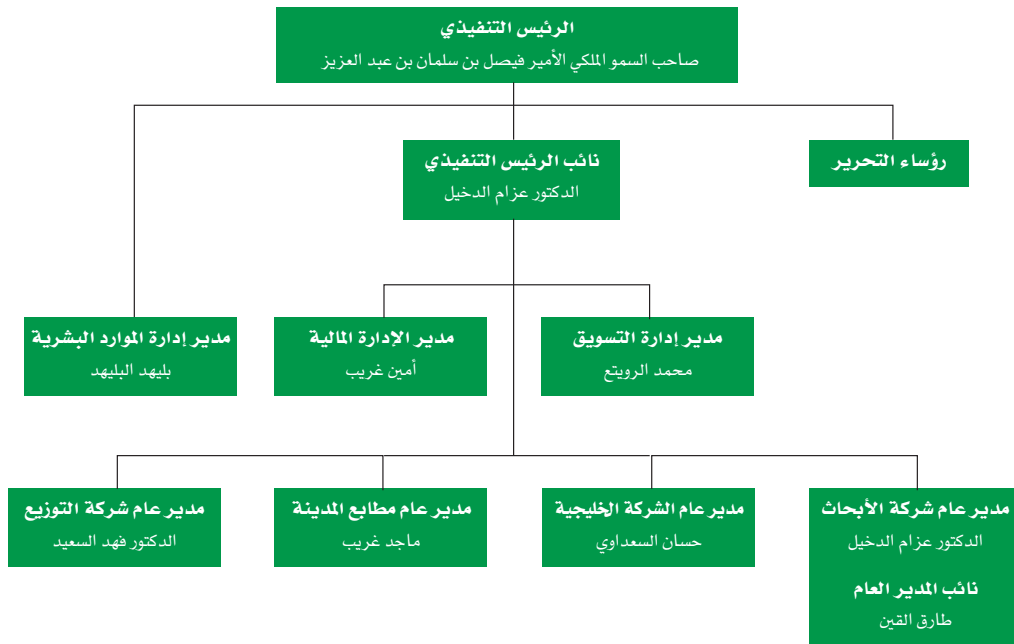 الرئيس التنفيذي
صاحب السمو الملكي الأمير فيصل بن سلمان بن عبد العزيز
رؤساء التحرير
نائب الرئيس التنفيذي
الدكتور عزام الدخيل
مدير إدارة التسويق
محمد الرويتع
مدير الإدارة المالية
أمين غريب
مدير إدارة الموارد البشرية
بليهد البليهد
مدير عام شركة الأبحاث
الدكتور عزام الدخيل
نائب المدير العام
طارق القين
مدير عام الشركة الخليجية
حسان السعداوي
مدير عام مطابع المدينة
ماجد غريب
مدير عام شركة التوزيع
الدكتور فهد السعيد